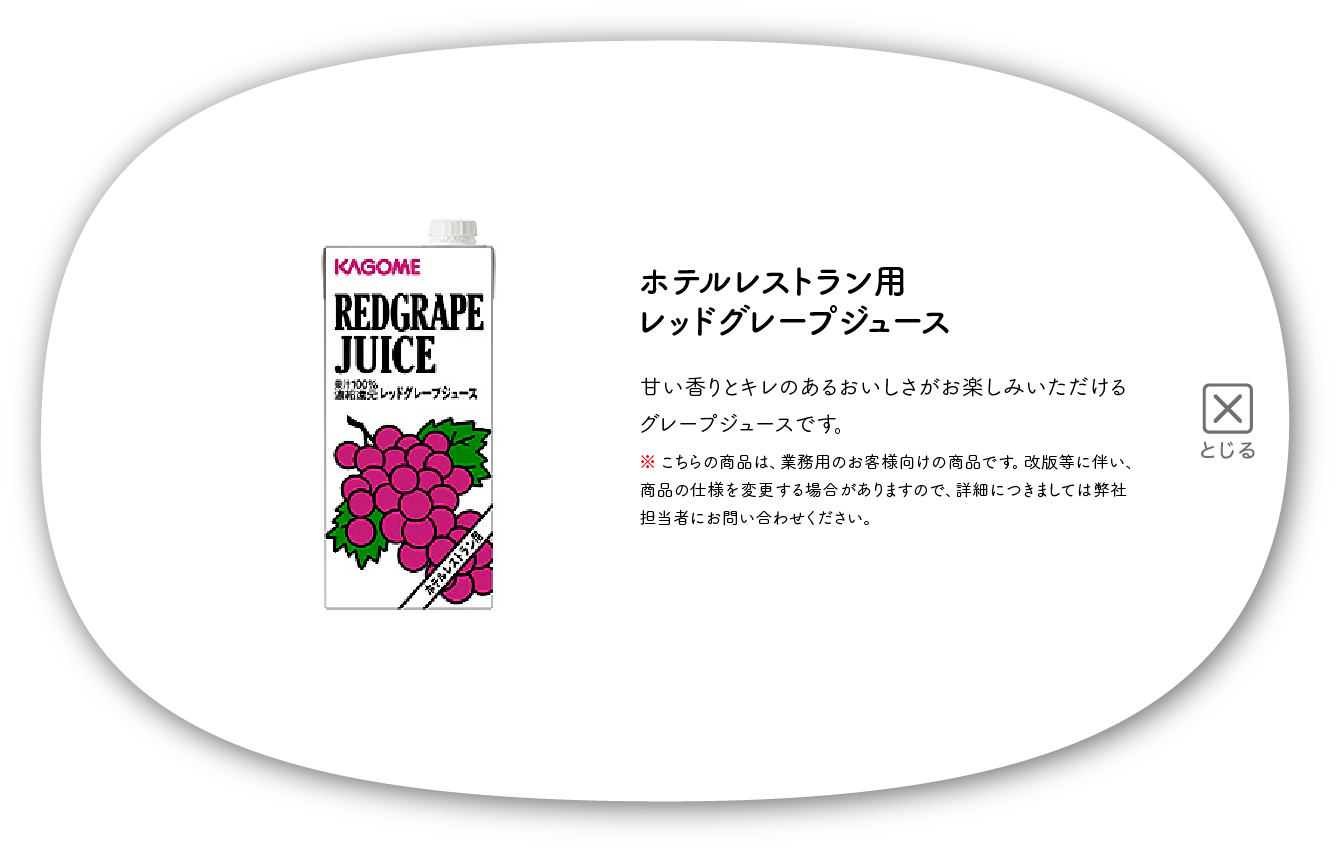 KAGOME
REDGRAPE
JUICE
果汁100%
濃縮還元 レッドグレープジュース
ホテルレストラン用
ホテルレストラン用
レッドグレープジュース
甘い香りとキレのあるおいしさがお楽しみいただける
グレープジュースです。
※ こちらの商品は、業務用のお客様向けの商品です。改版等に伴い、
商品の仕様を変更する場合がありますので、詳細につきましては弊社
担当者にお問い合わせください。
とじる